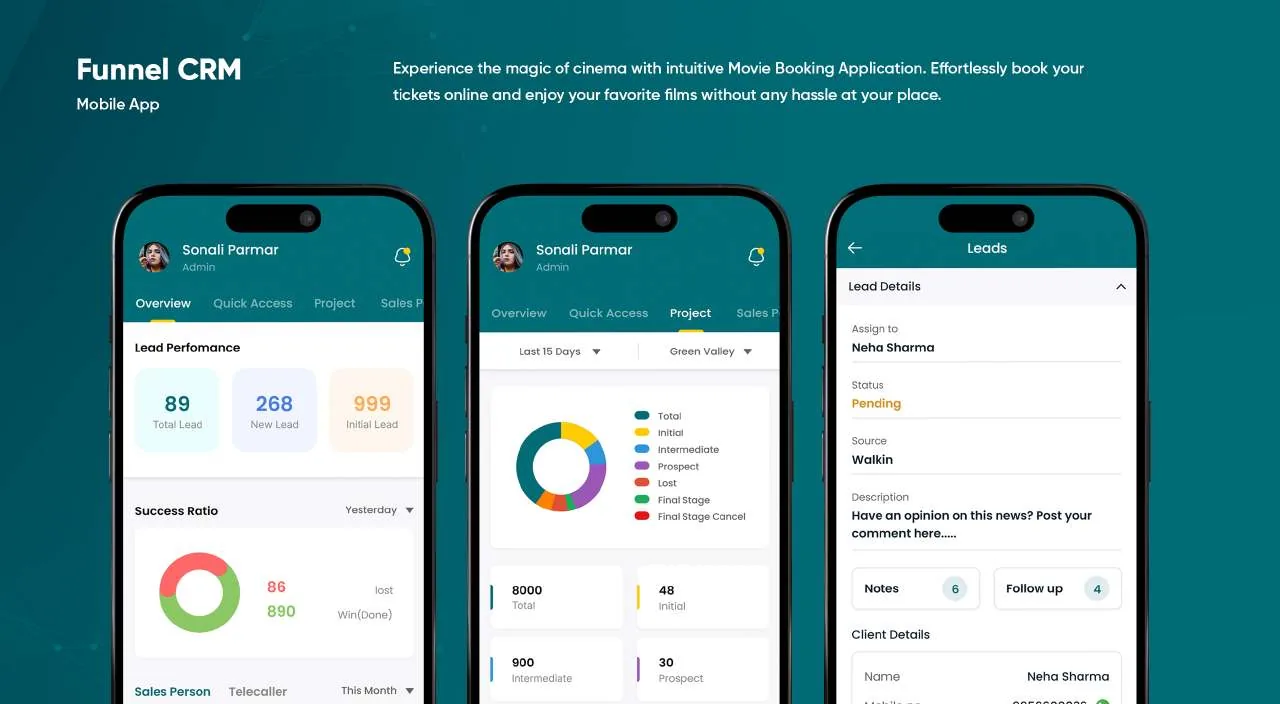 Funnel CRM
Mobile App
Experience the magic of cinema with intuitive Movie Booking Application. Effortlessly book your
tickets online and enjoy your favorite films without any hassle at your place.
Sonali Parmar
Admin
Overview Quick Access Project Sales P
Lead Perfomance
89 268 999
Total Lead New Lead Initial Lead
Success Ratio Yesterday
86 lost
890 Win(Done)
Sales Person Telecaller This Month
Sonali Parmar
Admin
Overview Quick Access Project Sales P
Last 15 Days Green Valley
Total
Initial
Intermediate
Prospect
Lost
Final Stage
Final Stage Cancel
8000 48
Total Initial
900 30
Intermediate Prospect
Leads
Lead Details
Assign to
Neha Sharma
Status
Pending
Source
Walkin
Description
Have an opinion on this news? Post your
comment here.....
Notes 6 Follow up 4
Client Details
Name Neha Sharma